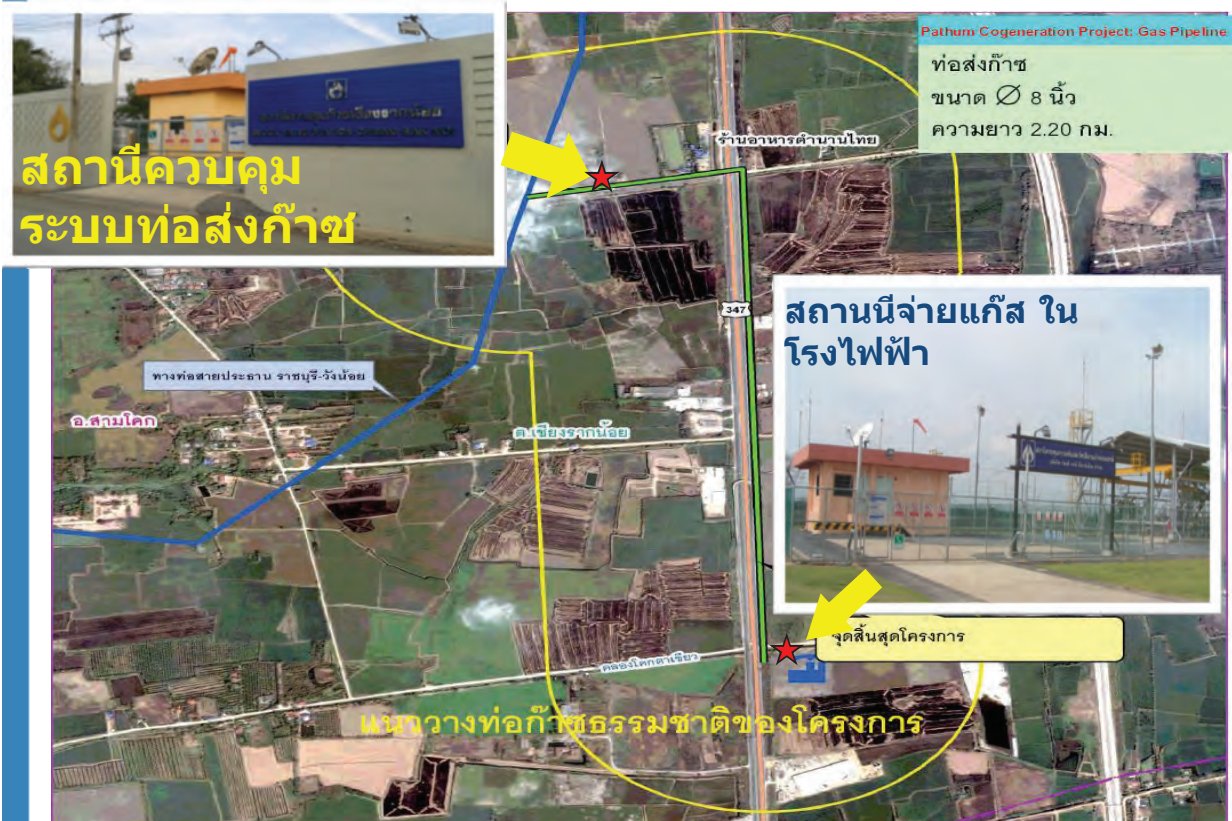 Pathum Cogeneration Project: Gas Pipeline
ท่อส่งก๊าซ
ขนาด ∅ 8 นิ้ว
ความยาว 2.20 กม.
สถานีควบคุม
ระบบท่อส่งก๊าซ
ร้านอาหารตำนานไทย
347
สถานนีจ่ายแก๊ส ใน
โรงไฟฟ้า
ทางท่อสายประธาน ราชบุรี-วังน้อย
อ.สามโคก
ต.เชียงรากน้อย
จุดสิ้นสุดโครงการ
คลองโคกตาเขียว
แนววางท่อก๊าซธรรมชาติของโครงการ